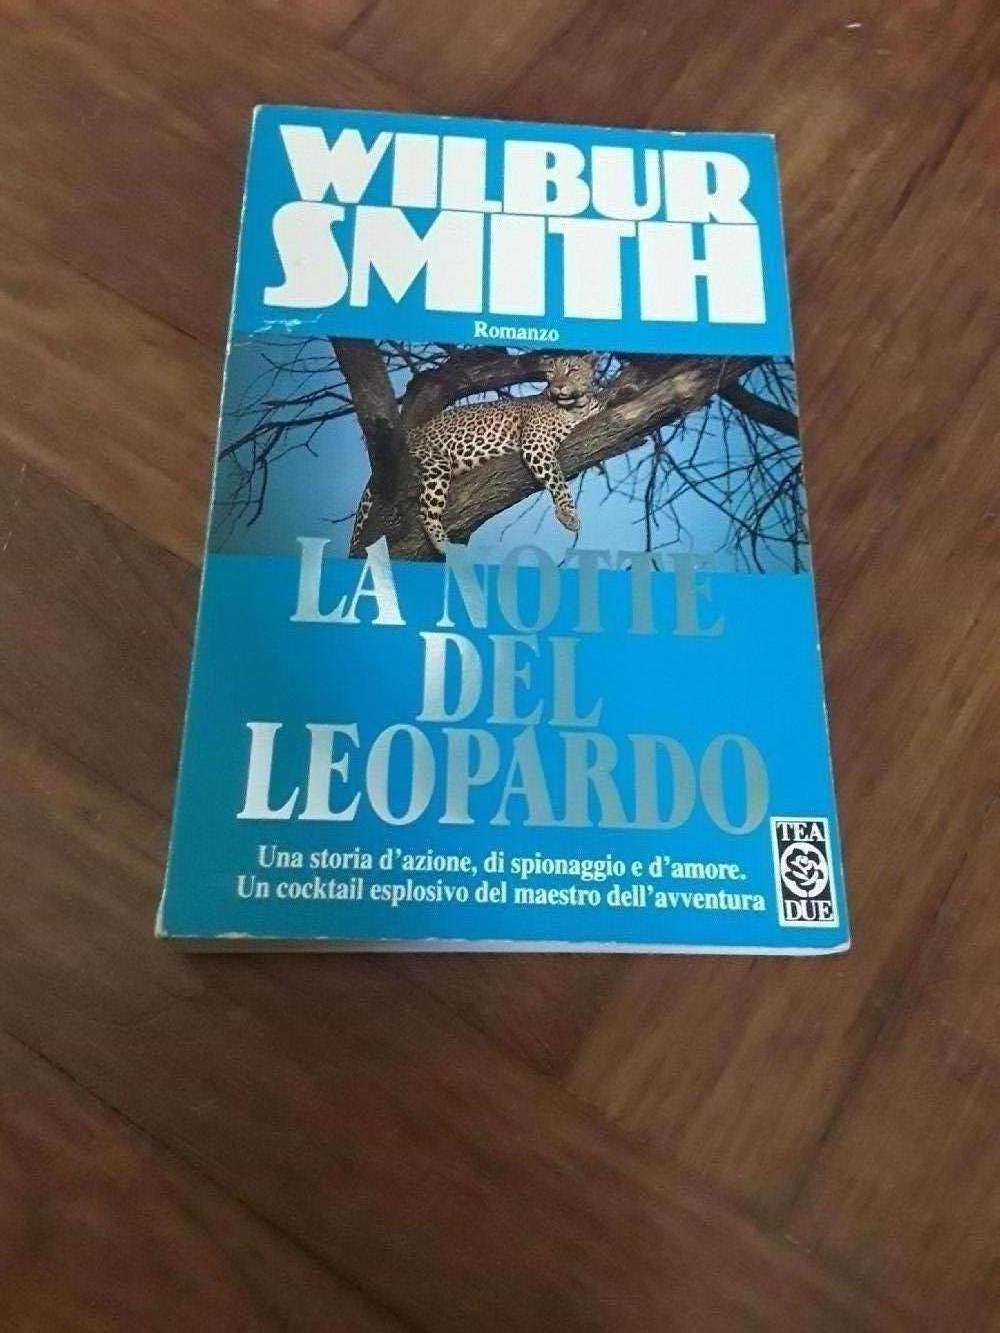 WILBUR
SMITH
Romanzo
LA NOTTE
DEL
LEOPARDO
Una storia d'azione, di spionaggio e d'amore.
Un cocktail esplosivo del maestro dell'avventura
TEA
DUE